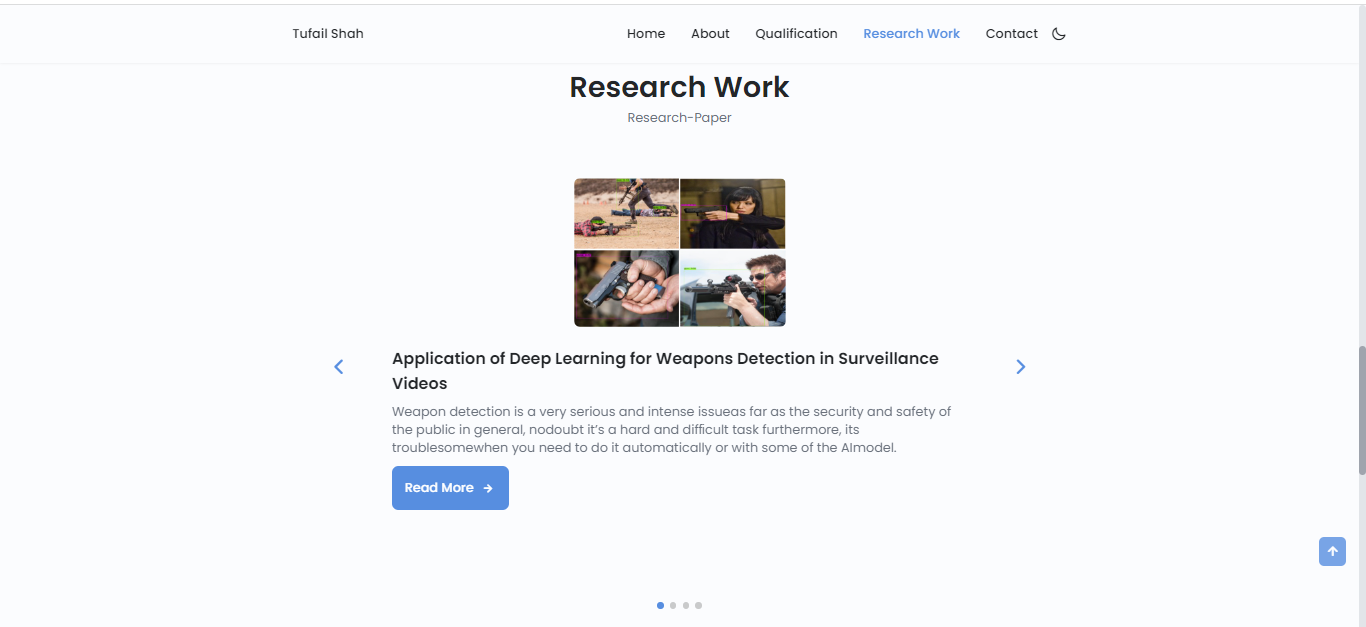 Tufail Shah
Home About Qualification Research Work Contact
Research Work
Research-Paper
Application of Deep Learning for Weapons Detection in Surveillance
Videos
Weapon detection is a very serious and intense issueas far as the security and safety of
the public in general, nodoubt it's a hard and difficult task furthermore, its
troublesomewhen you need to do it automatically or with some of the AImodel.
Read More